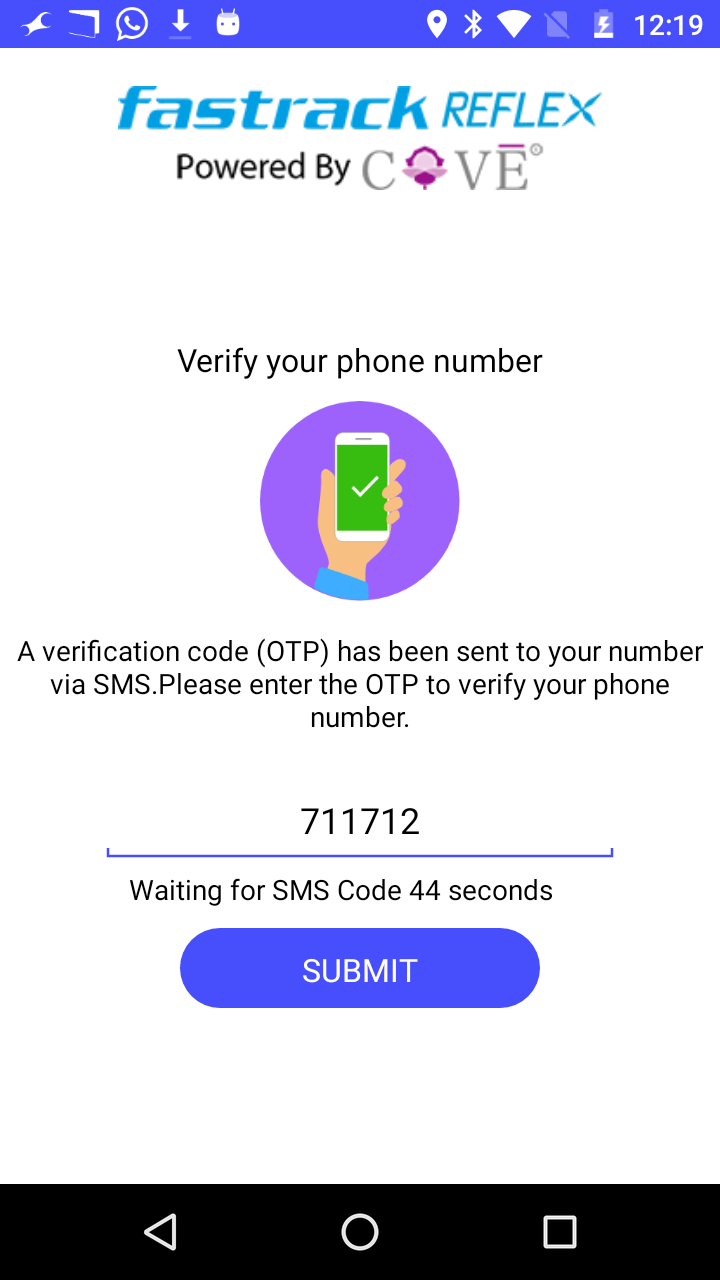 12:19
fastrack REFLEX
Powered By COVE®
Verify your phone number
A verification code (OTP) has been sent to your number
via SMS.Please enter the OTP to verify your phone
number.
711712
Waiting for SMS Code 44 seconds
SUBMIT